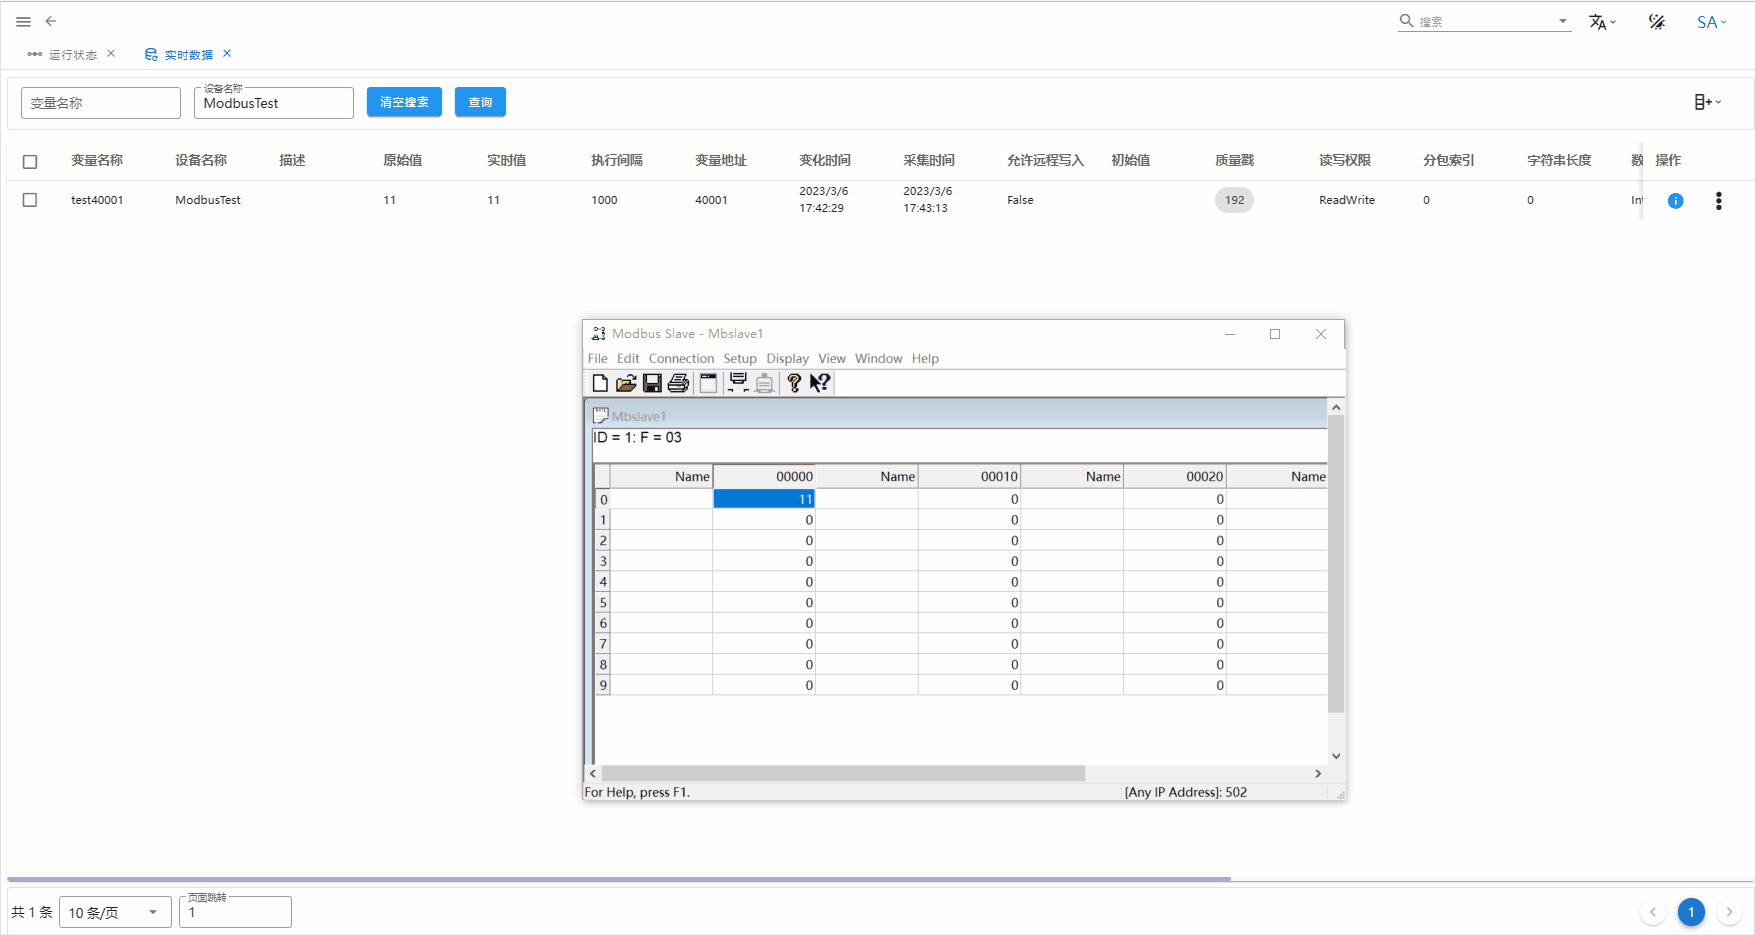 搜索
SA
运行状态
实时数据
变量名称
设备名称
ModbusTest
清空搜索
查询
变量名称 设备名称 描述 原始值 实时值 执行间隔 变量地址 变化时间 采集时间 允许远程写入 初始值 质量戳 读写权限 分包索引 字符串长度 数 操作
test40001 ModbusTest 11 11 1000 40001 2023/3/6 17:42:29 2023/3/6 17:43:13 False 192 ReadWrite 0 0 Int
Modbus Slave - Mbslave1
File Edit Connection Setup Display View Window Help
Mbslave1
ID = 1: F = 03
Name 00000 Name 00010 Name 00020 Name
0 11 0 0
1 0 0 0
2 0 0 0
3 0 0 0
4 0 0 0
5 0 0 0
6 0 0 0
7 0 0 0
8 0 0 0
9 0 0 0
For Help, press F1. [Any IP Address]: 502
共 1 条
10 条/页
页面跳转
1
1